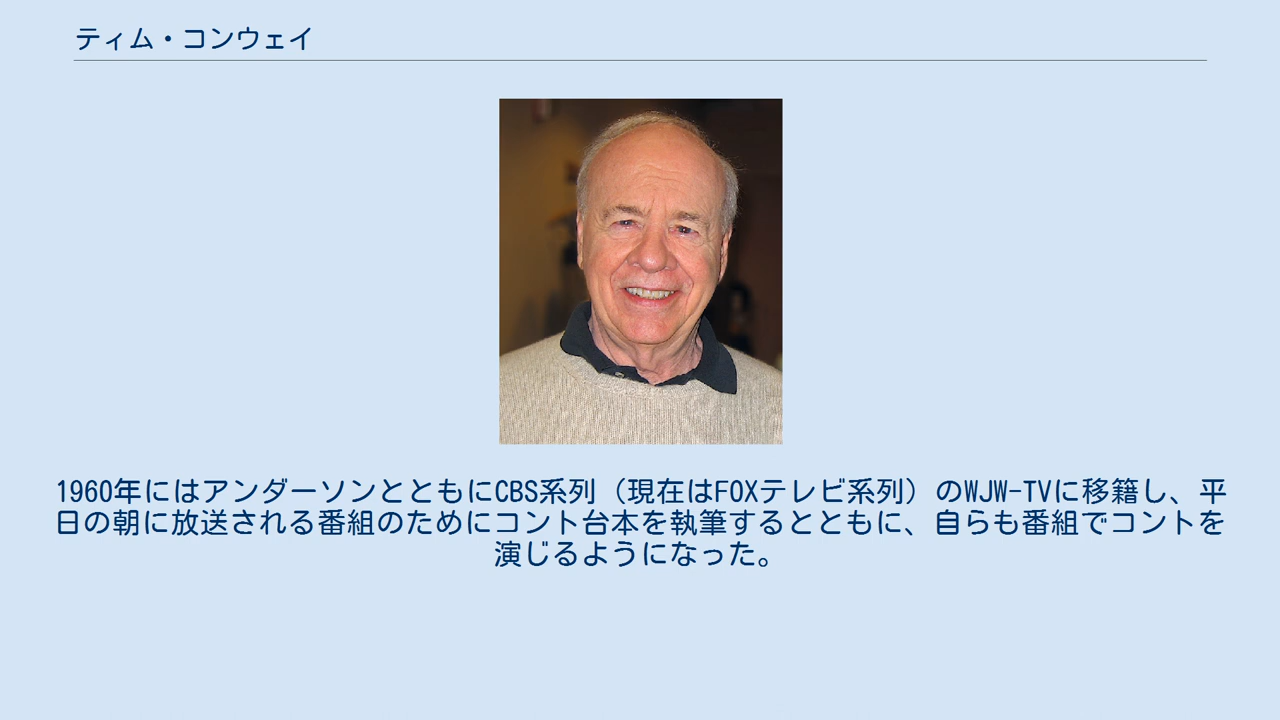 ティム・コンウェイ
1960年にはアンダーソンとともにCBS系列（現在はFOXテレビ系列）のWJW-TVに移籍し、平
日の朝に放送される番組のためにコント台本を執筆するとともに、自らも番組でコントを
演じるようになった。